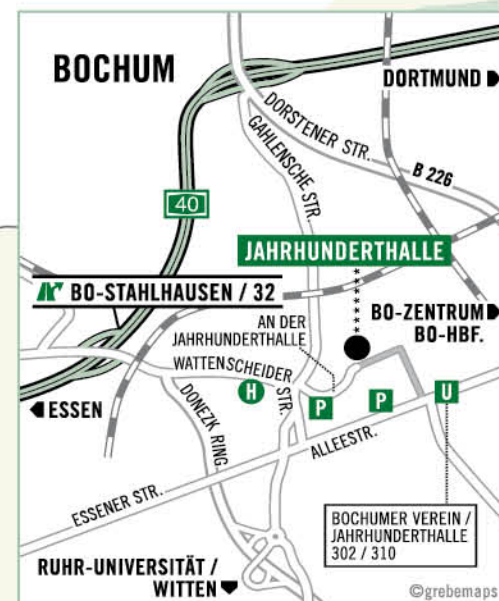 BOCHUM
DORTMUND
DORSTENER STR.
B 226
GAHLENSCHE STR.
40
JAHRHUNDERTHALLE
BO-STAHLHAUSEN / 32
BO-ZENTRUM
BO-HBF.
AN DER
JAHRHUNDERTHALLE
WATTENSCHEIDER
STR.
H
P
P
U
ESSEN
DONEZK RING
ALLEESTR.
ESSENER STR.
BOCHUMER VEREIN /
JAHRHUNDERTHALLE
302 / 310
RUHR-UNIVERSITÄT /
WITTEN
©grebemaps